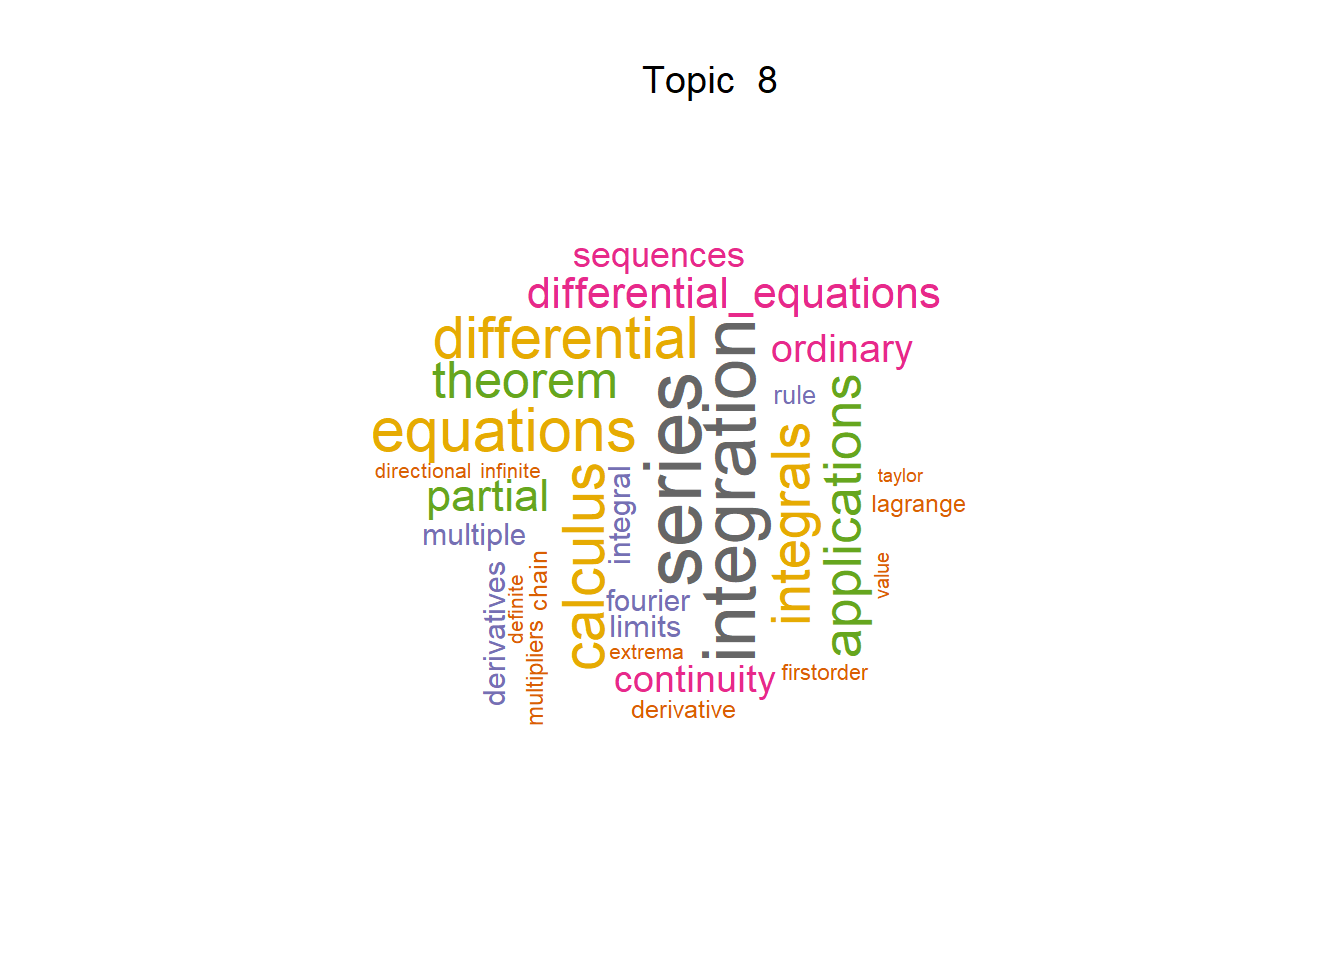 Topic 8
sequences
differential_equations
differential
ordinary
theorem
rule
equations
series
integration
integrals
applications
directional
infinite
taylor
partial
lagrange
calculus
integral
multiple
value
derivatives
definite
chain
multipliers
fourier
limits
extrema
continuity
firstorder
derivative